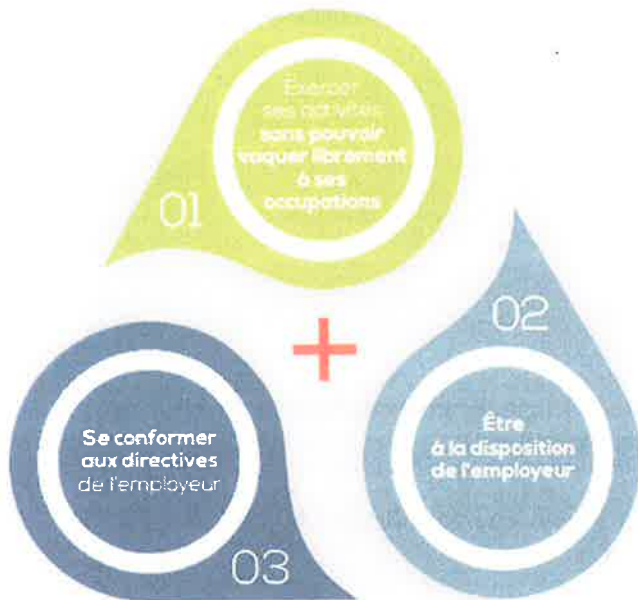 Exercer
ses activités
sans pouvoir
vaquer librement
à ses
occupations
01
+
02
Être
à la disposition
de l'employeur
Se conformer
aux directives
de l'employeur
03